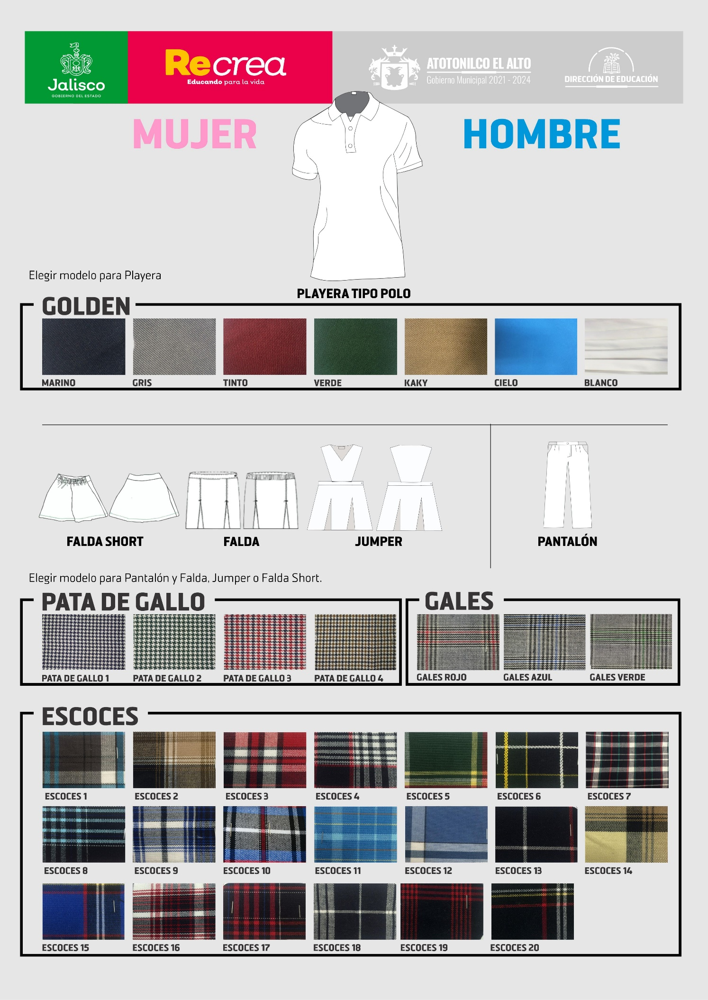 Jalisco
GOBIERNO DEL ESTADO
Recrea
Educando para la vida
ATOTONILCO EL ALTO
Gobierno Municipal 2021 - 2024
DIRECCIÓN DE EDUCACIÓN
MUJER
HOMBRE
Elegir modelo para Playera
PLAYERA TIPO POLO
GOLDEN
MARINO
GRIS
TINTO
VERDE
KAKY
CIELO
BLANCO
FALDA SHORT
FALDA
JUMPER
PANTALÓN
Elegir modelo para Pantalón y Falda, Jumper o Falda Short.
PATA DE GALLO
PATA DE GALLO 1
PATA DE GALLO 2
PATA DE GALLO 3
PATA DE GALLO 4
GALES
GALES ROJO
GALES AZUL
GALES VERDE
ESCOCES
ESCOCES 1
ESCOCES 2
ESCOCES 3
ESCOCES 4
ESCOCES 5
ESCOCES 6
ESCOCES 7
ESCOCES 8
ESCOCES 9
ESCOCES 10
ESCOCES 11
ESCOCES 12
ESCOCES 13
ESCOCES 14
ESCOCES 15
ESCOCES 16
ESCOCES 17
ESCOCES 18
ESCOCES 19
ESCOCES 20